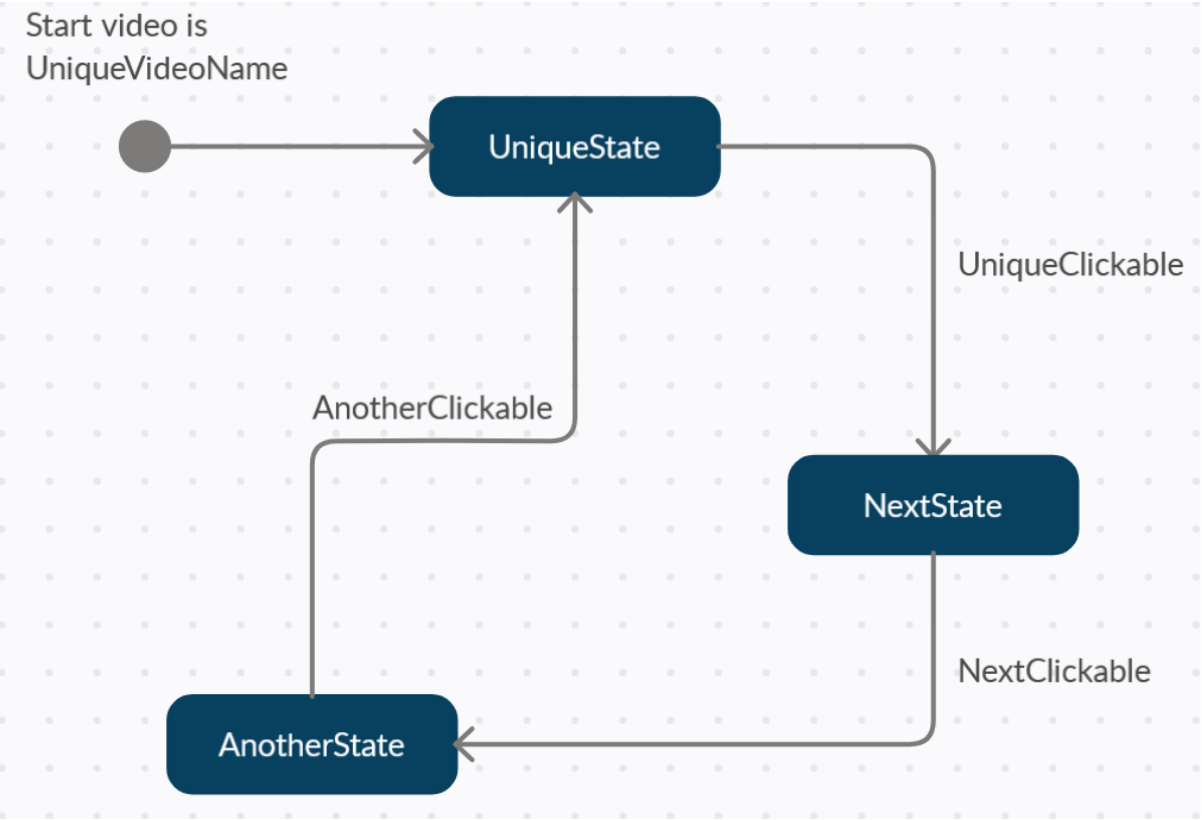 Start video is
UniqueVideoName
UniqueState
UniqueClickable
AnotherClickable
NextState
NextClickable
AnotherState